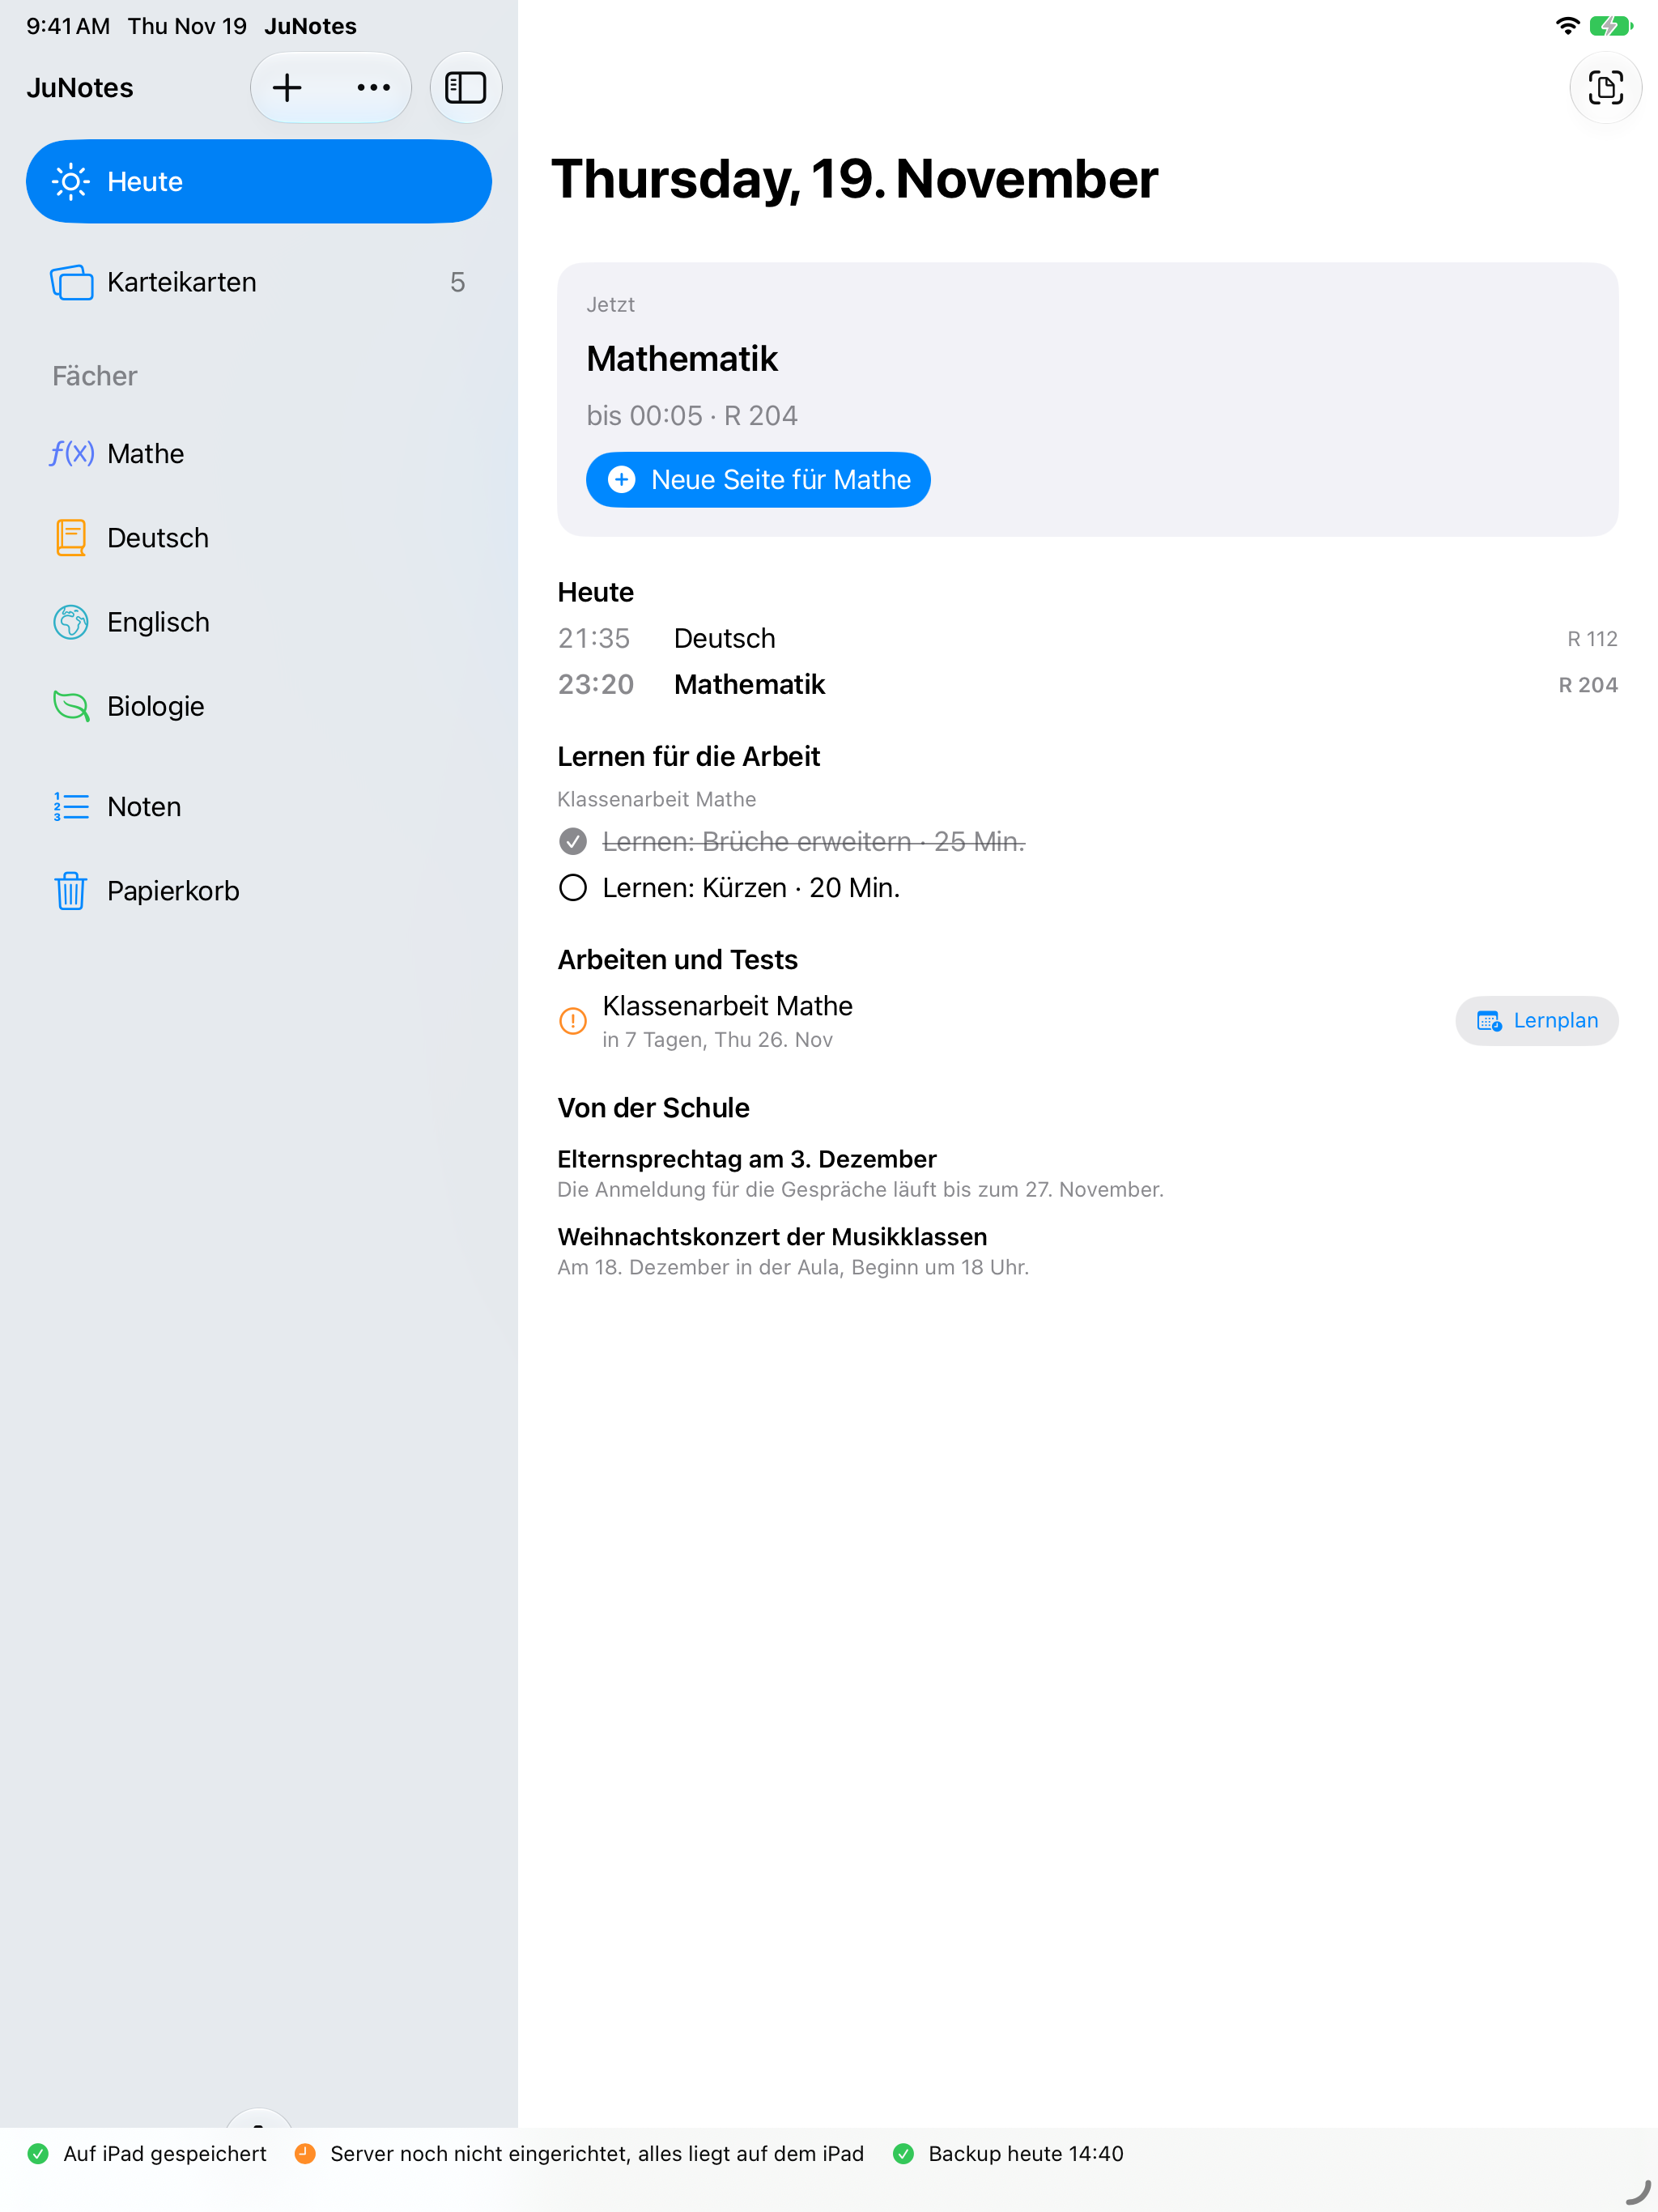 9:41 AM Thu Nov 19 JuNotes
JuNotes
Heute
Karteikarten 5
Fächer
f(x) Mathe
Deutsch
Englisch
Biologie
Noten
Papierkorb
Thursday, 19. November
Jetzt
Mathematik
bis 00:05 · R 204
Neue Seite für Mathe
Heute
21:35 Deutsch R 112
23:20 Mathematik R 204
Lernen für die Arbeit
Klassenarbeit Mathe
Lernen: Brüche erweitern · 25 Min.
Lernen: Kürzen · 20 Min.
Arbeiten und Tests
Klassenarbeit Mathe
in 7 Tagen, Thu 26. Nov
Lernplan
Von der Schule
Elternsprechtag am 3. Dezember
Die Anmeldung für die Gespräche läuft bis zum 27. November.
Weihnachtskonzert der Musikklassen
Am 18. Dezember in der Aula, Beginn um 18 Uhr.
Auf iPad gespeichert Server noch nicht eingerichtet, alles liegt auf dem iPad Backup heute 14:40